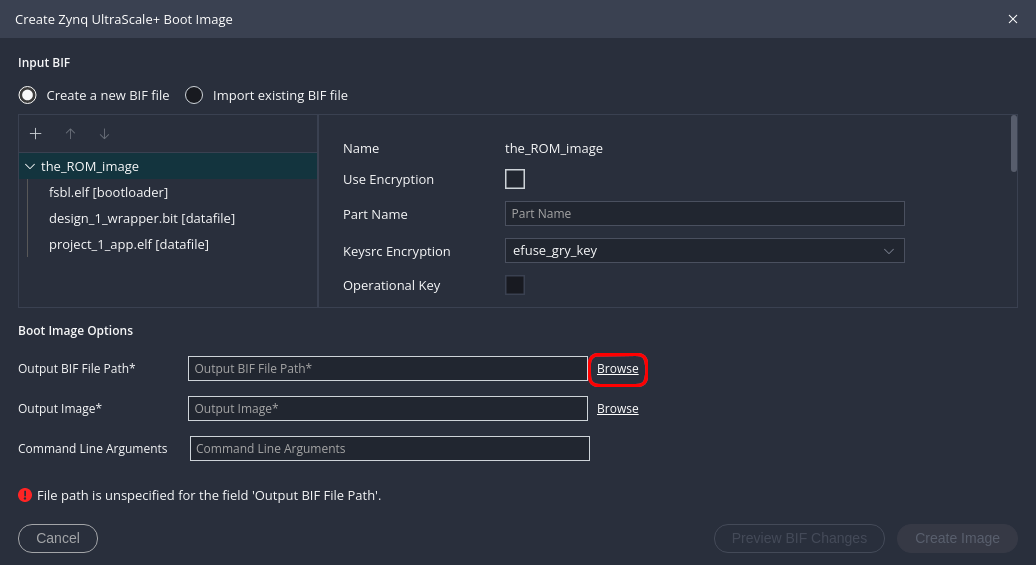 Create Zynq UltraScale+ Boot Image
Input BIF
Create a new BIF file Import existing BIF file
the_ROM_image
fsbl.elf [bootloader]
design_1_wrapper.bit [datafile]
project_1_app.elf [datafile]
Name the_ROM_image
Use Encryption
Part Name Part Name
Keysrc Encryption efuse_gry_key
Operational Key
Boot Image Options
Output BIF File Path* Output BIF File Path* Browse
Output Image* Output Image* Browse
Command Line Arguments Command Line Arguments
File path is unspecified for the field 'Output BIF File Path'.
Cancel Preview BIF Changes Create Image